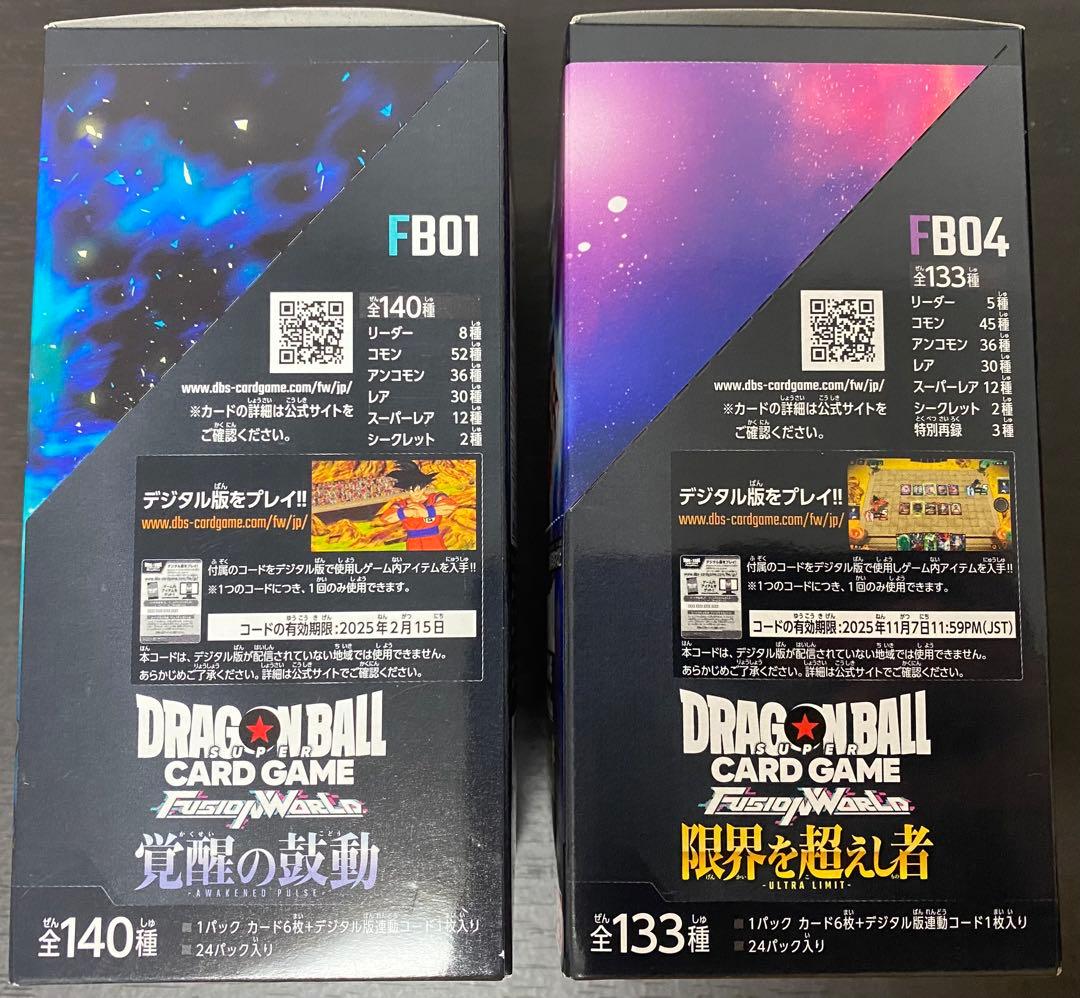 FB01
全140種
リーダー 8種
コモン 52種
アンコモン 36種
レア 30種
スーパーレア 12種
シークレット 2種
www.dbs-cardgame.com/fw/jp/
※カードの詳細は公式サイトを
ご確認ください。
デジタル版をプレイ!!
www.dbs-cardgame.com/fw/jp/
付属のコードをデジタル版で使用しゲーム内アイテムを入手!!
※1つのコードにつき、1回のみ使用できます。
コードの有効期限:2025年2月15日
本コードは、デジタル版が配信されていない地域では使用できません。
あらかじめご了承ください。詳細は公式サイトでご確認ください。
DRAGON BALL
SUPER
CARD GAME
FUSION WORLD
覚醒の鼓動
-AWAKENED PULSE-
全140種
1パック カード6枚+デジタル版連動コード1枚入り
24パック入り
FB04
全133種
リーダー 5種
コモン 45種
アンコモン 36種
レア 30種
スーパーレア 12種
シークレット 2種
特別再録 3種
www.dbs-cardgame.com/fw/jp/
※カードの詳細は公式サイトを
ご確認ください。
デジタル版をプレイ!!
www.dbs-cardgame.com/fw/jp/
付属のコードをデジタル版で使用しゲーム内アイテムを入手!!
※1つのコードにつき、1回のみ使用できます。
コードの有効期限:2025年11月7日11:59PM(JST)
本コードは、デジタル版が配信されていない地域では使用できません。
あらかじめご了承ください。詳細は公式サイトでご確認ください。
DRAGON BALL
SUPER
CARD GAME
FUSION WORLD
限界を超えし者
-ULTRA LIMIT-
全133種
1パック カード6枚+デジタル版連動コード1枚入り
24パック入り